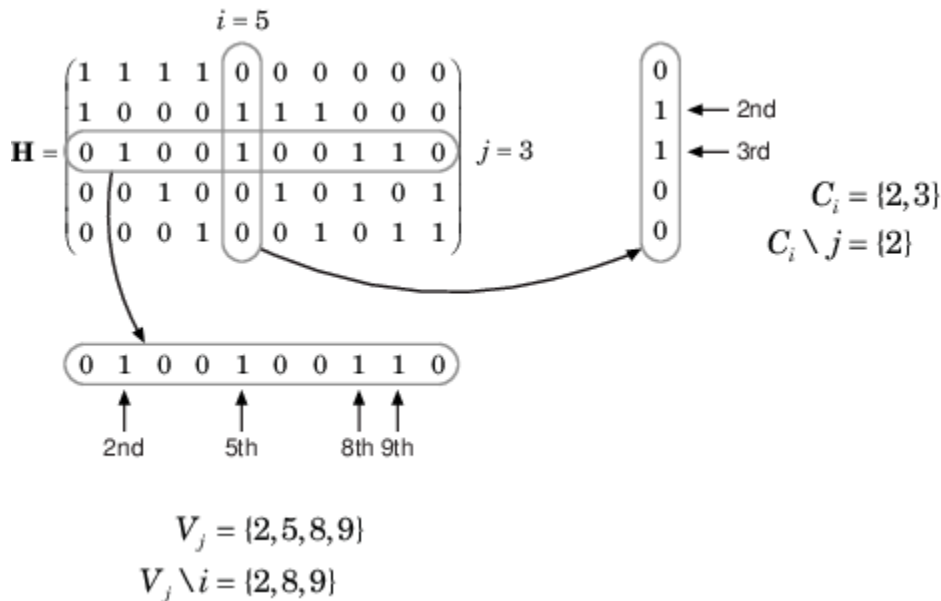 i = 5
1 1 1 1 0 0 0 0 0 0
1 0 0 0 1 1 1 0 0 0
H = 0 1 0 0 1 0 0 1 1 0 j = 3
0 0 1 0 0 1 0 1 0 1
0 0 0 1 0 0 1 0 1 1
0
1 2nd
1 3rd
0
0
C_i = {2,3}
C_i \ j = {2}
0 1 0 0 1 0 0 1 1 0
2nd 5th 8th 9th
V_j = {2,5,8,9}
V_j \ i = {2,8,9}